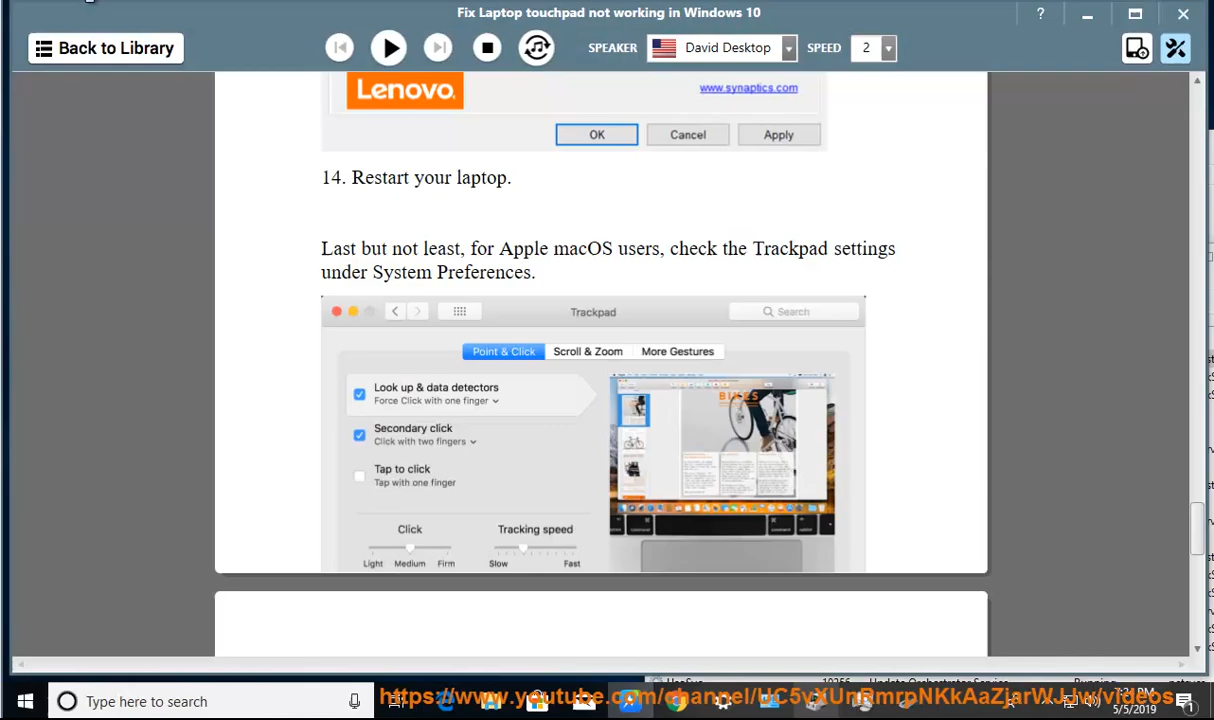 Fix Laptop touchpad not working in Windows 10
?
Back to Library
SPEAKER
David Desktop
SPEED
2
Lenovo.
www.synaptics.com
OK
Cancel
Apply
14. Restart your laptop.
Last but not least, for Apple macOS users, check the Trackpad settings
under System Preferences.
Trackpad
Search
Point & Click
Scroll & Zoom
More Gestures
Look up & data detectors
Force Click with one finger
Secondary click
Click with two fingers
Tap to click
Tap with one finger
BIKES
Click
Tracking speed
Light
Medium
Firm
Slow
Fast
Type here to search
5/5/2019
1